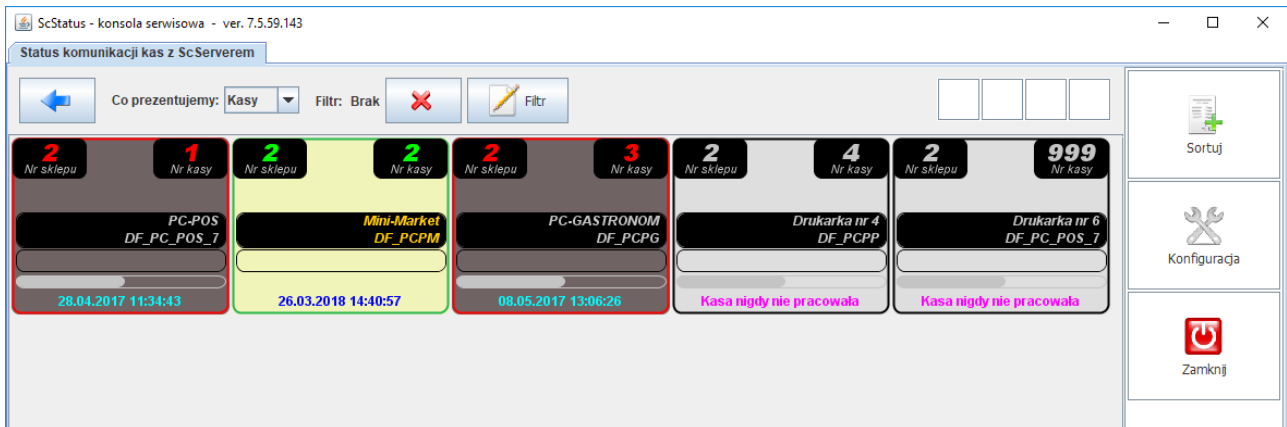 ScStatus - konsola serwisowa - ver. 7.5.59.143
Status komunikacji kas z ScServerem
Co prezentujemy: Kasy Filtr: Brak Filtr
Sortuj
2 1 2 2 2 3 2 4 2 999
Nr sklepu Nr kasy Nr sklepu Nr kasy Nr sklepu Nr kasy Nr sklepu Nr kasy Nr sklepu Nr kasy
PC-POS Mini-Market PC-GASTRONOM Drukarka nr 4 Drukarka nr 6
DF_PC_POS_7 DF_PCPM DF_PCPG DF_PCPP DF_PC_POS_7
28.04.2017 11:34:43 26.03.2018 14:40:57 08.05.2017 13:06:26 Kasa nigdy nie pracowała Kasa nigdy nie pracowała
Konfiguracja
Zamknij